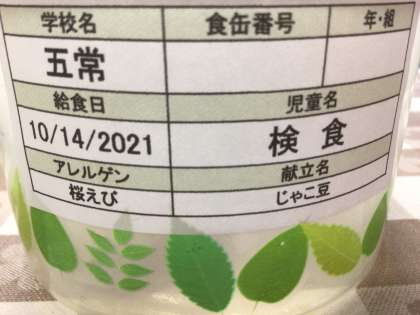 学校名 食缶番号 年・組
五常
給食日 児童名
10/14/2021 検食
アレルゲン 献立名
桜えび じゃこ豆